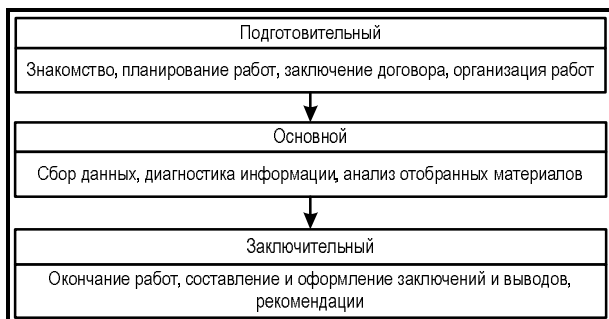 Подготовительный
Знакомство, планирование работ, заключение договора, организация работ
Основной
Сбор данных, диагностика информации, анализ отобранных материалов
Заключительный
Окончание работ, составление и оформление заключений и выводов,
рекомендации